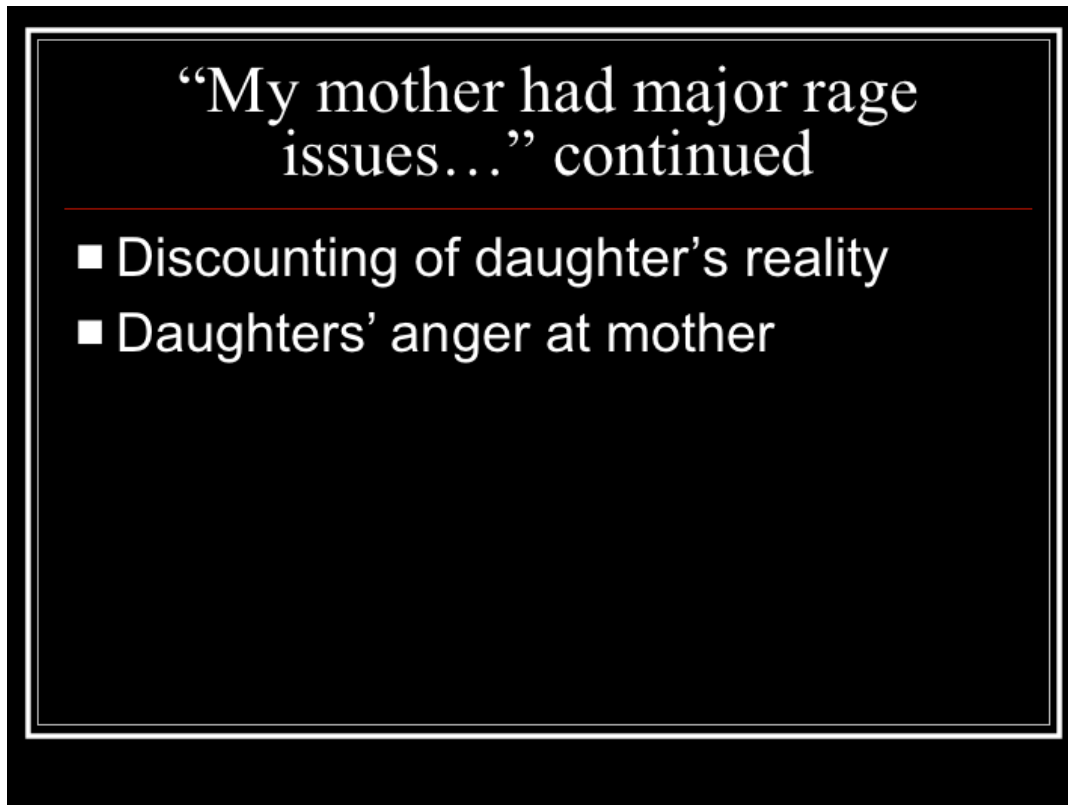 “My mother had major rage
issues…” continued
Discounting of daughter’s reality
Daughters’ anger at mother